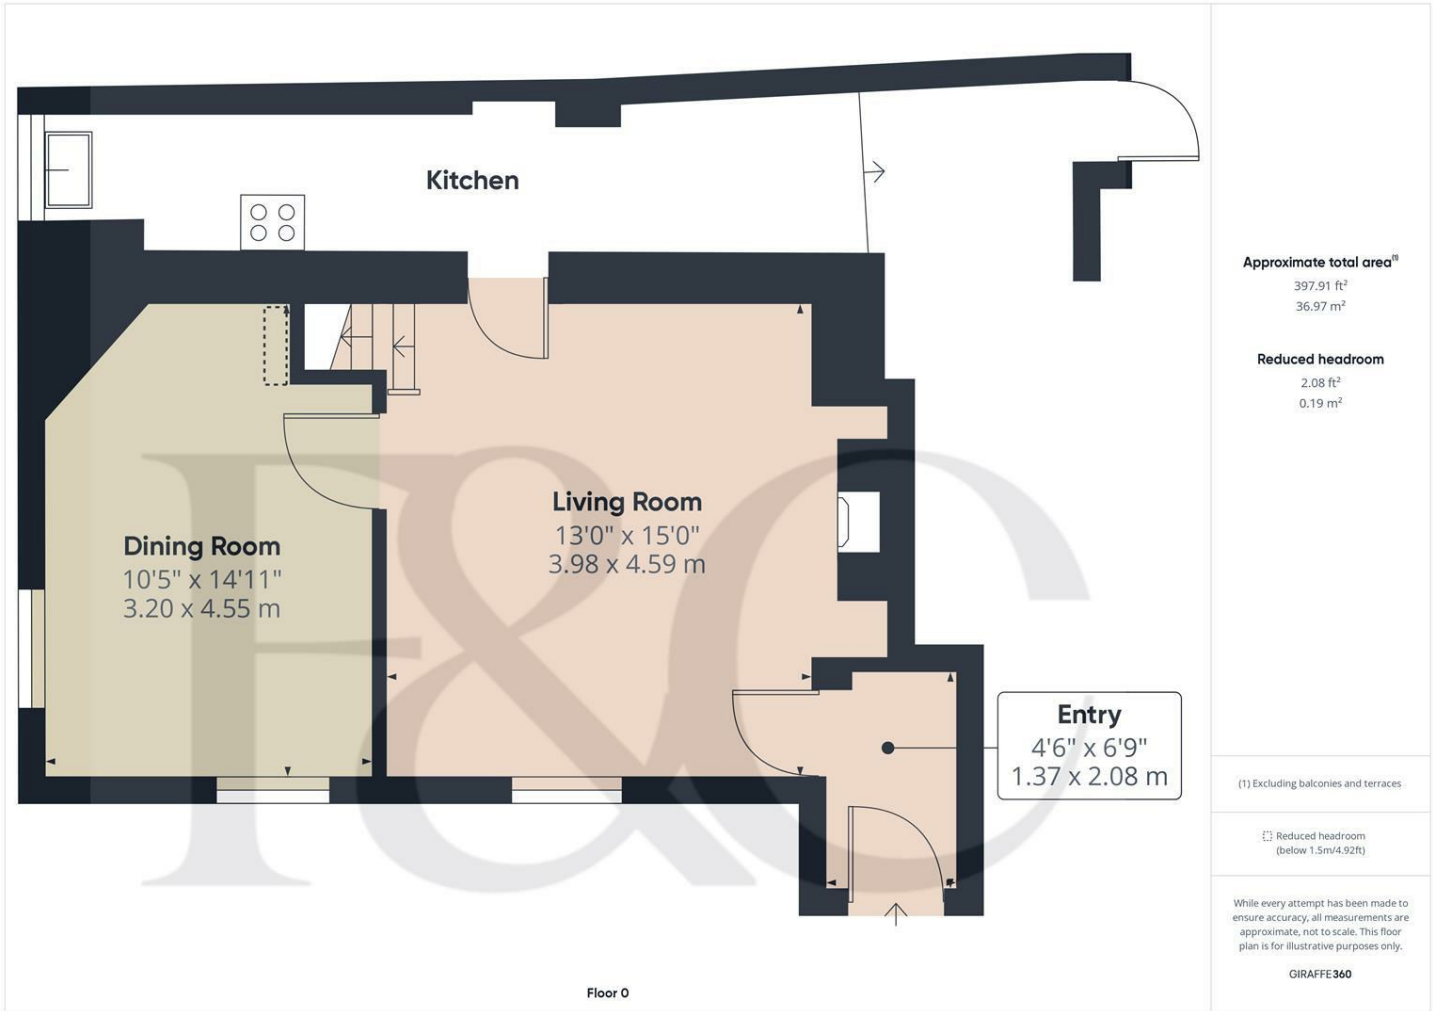 Kitchen
Living Room
13'0" x 15'0"
3.98 x 4.59 m
Dining Room
10'5" x 14'11"
3.20 x 4.55 m
Entry
4'6" x 6'9"
1.37 x 2.08 m
F&C
Floor 0
Approximate total area⁽¹⁾
397.91 ft²
36.97 m²
Reduced headroom
2.08 ft²
0.19 m²
(1) Excluding balconies and terraces
Reduced headroom
(below 1.5m/4.92ft)
While every attempt has been made to
ensure accuracy, all measurements are
approximate, not to scale. This floor
plan is for illustrative purposes only.
GIRAFFE360